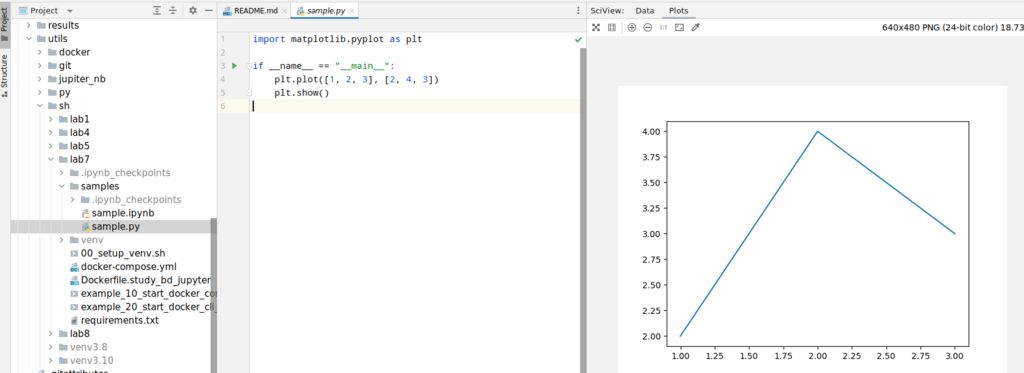 Project
Structure
Project
results
utils
docker
git
jupiter_nb
py
sh
lab1
lab4
lab5
lab7
.ipynb_checkpoints
samples
.ipynb_checkpoints
sample.ipynb
sample.py
venv
00_setup_venv.sh
docker-compose.yml
Dockerfile.study_bd_jupyter
example_10_start_docker_co
example_20_start_docker_cli
requirements.txt
lab8
venv3.8
venv3.10
.gitattributes
README.md
sample.py
1 import matplotlib.pyplot as plt
2
3 if __name__ == "__main__":
4 plt.plot([1, 2, 3], [2, 4, 3])
5 plt.show()
6
SciView: Data Plots
1:1
640x480 PNG (24-bit color) 18.73
4.00
3.75
3.50
3.25
3.00
2.75
2.50
2.25
2.00
1.00 1.25 1.50 1.75 2.00 2.25 2.50 2.75 3.00